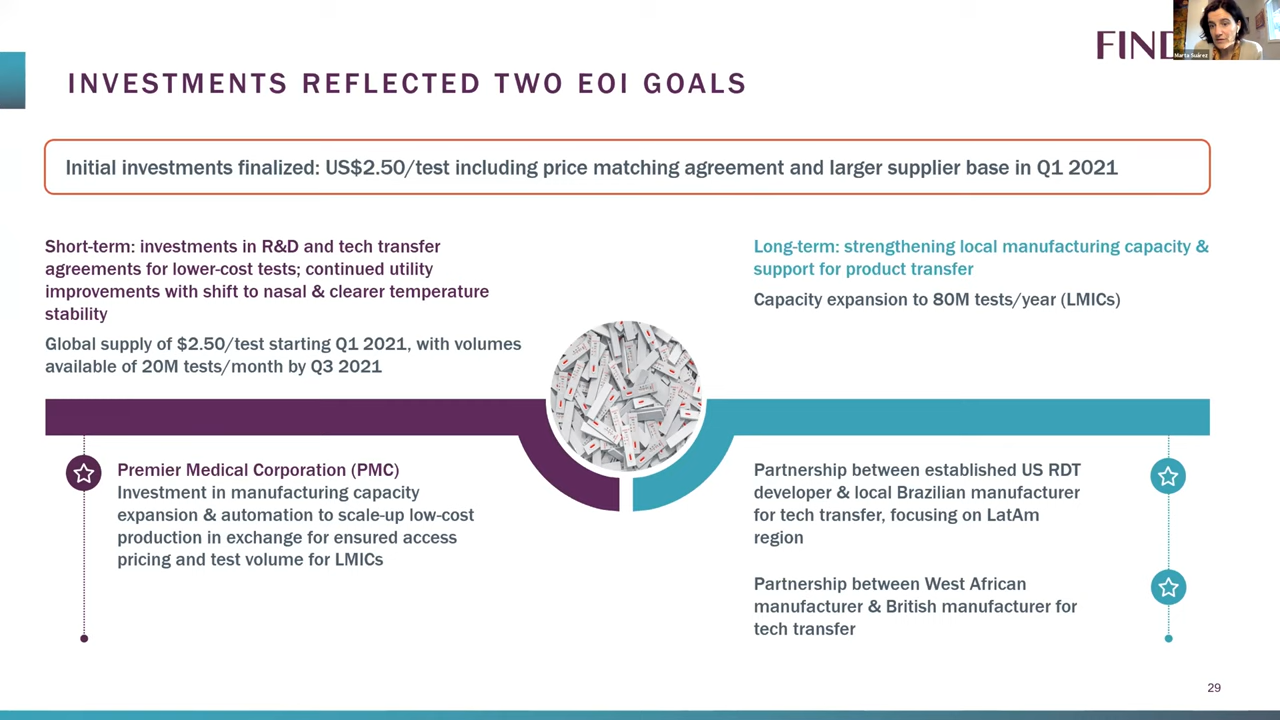 FIND
Marta Suárez
INVESTMENTS REFLECTED TWO EOI GOALS
Initial investments finalized: US$2.50/test including price matching agreement and larger supplier base in Q1 2021
Short-term: investments in R&D and tech transfer
agreements for lower-cost tests; continued utility
improvements with shift to nasal & clearer temperature
stability
Global supply of $2.50/test starting Q1 2021, with volumes
available of 20M tests/month by Q3 2021
Long-term: strengthening local manufacturing capacity &
support for product transfer
Capacity expansion to 80M tests/year (LMICs)
Premier Medical Corporation (PMC)
Investment in manufacturing capacity
expansion & automation to scale-up low-cost
production in exchange for ensured access
pricing and test volume for LMICs
Partnership between established US RDT
developer & local Brazilian manufacturer
for tech transfer, focusing on LatAm
region
Partnership between West African
manufacturer & British manufacturer for
tech transfer
29